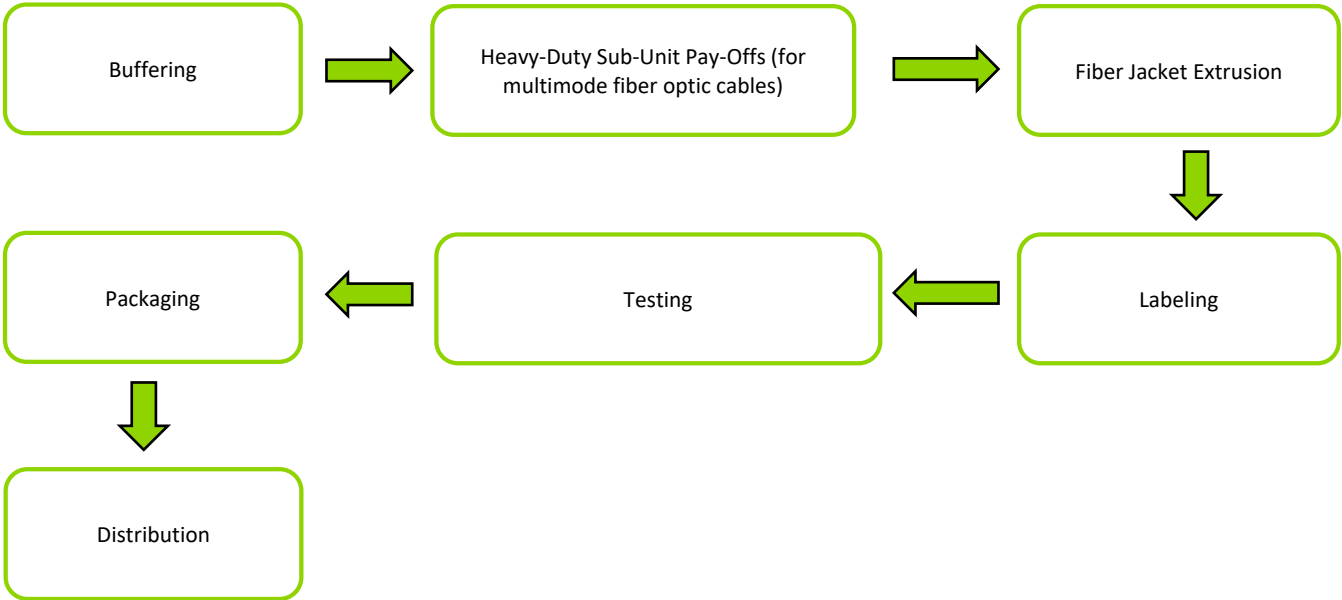 Buffering
Heavy-Duty Sub-Unit Pay-Offs (for
multimode fiber optic cables)
Fiber Jacket Extrusion
Labeling
Testing
Packaging
Distribution